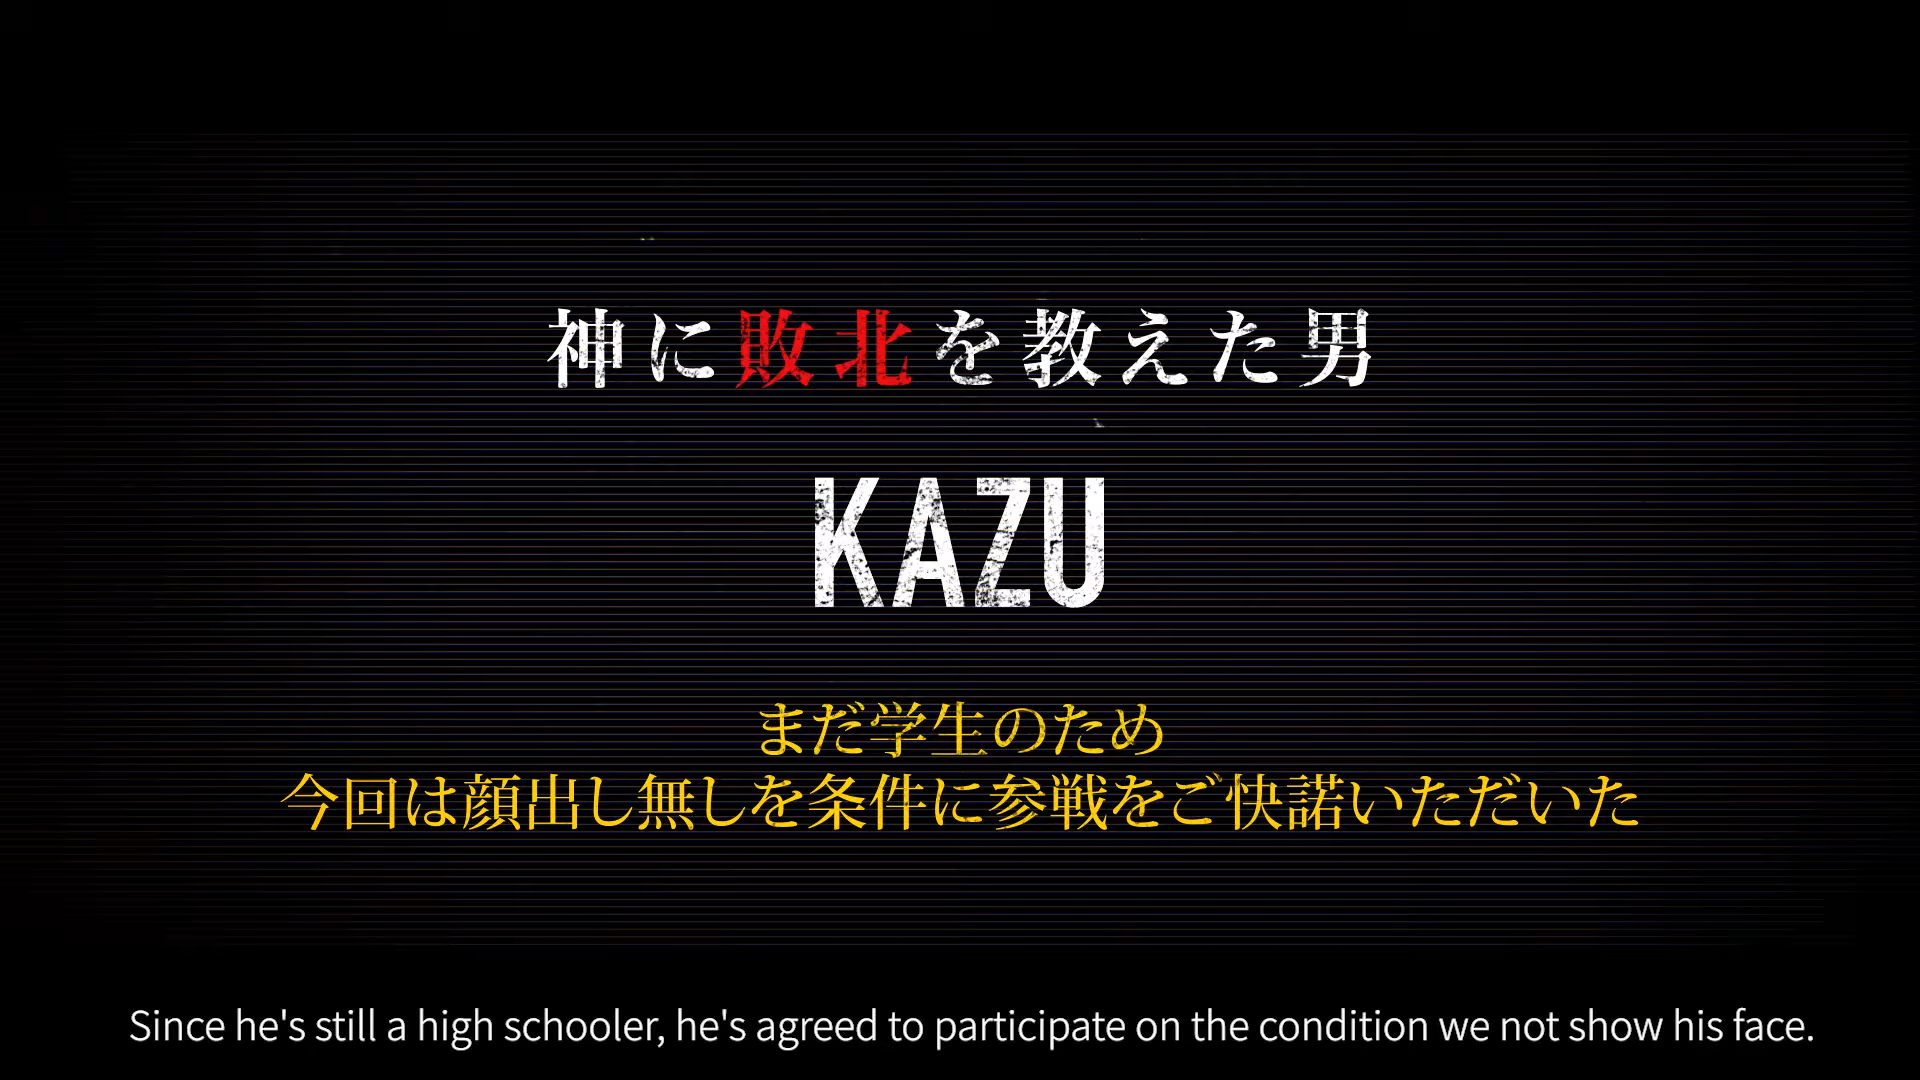 神に敗北を教えた男
KAZU
まだ学生のため
今回は顔出し無しを条件に参戦をご快諾いただいた
Since he's still a high schooler, he's agreed to participate on the condition we not show his face.